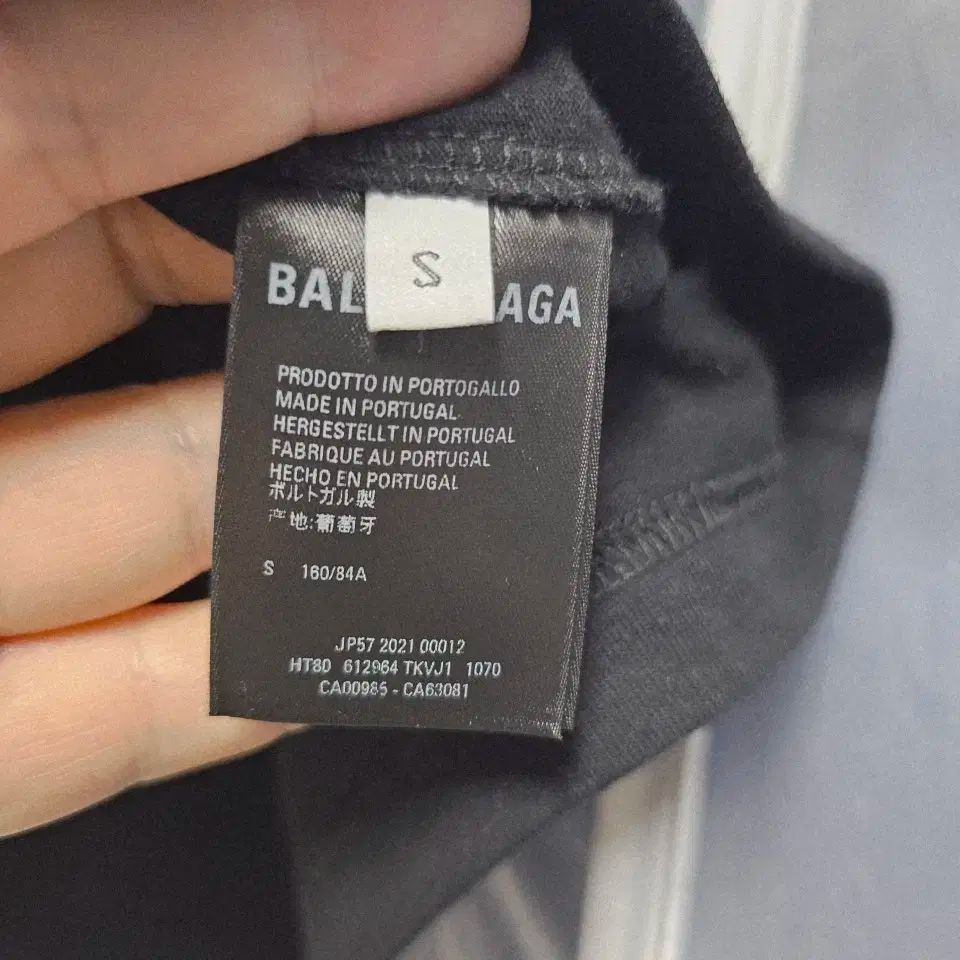 S
BAL AGA
PRODOTTO IN PORTOGALLO
MADE IN PORTUGAL
HERGESTELLT IN PORTUGAL
FABRIQUE AU PORTUGAL
HECHO EN PORTUGAL
ポルトガル製
产地:葡萄牙
S 160/84A
JP57 2021 00012
HT80 612964 TKVJ1 1070
CA00985 - CA63081